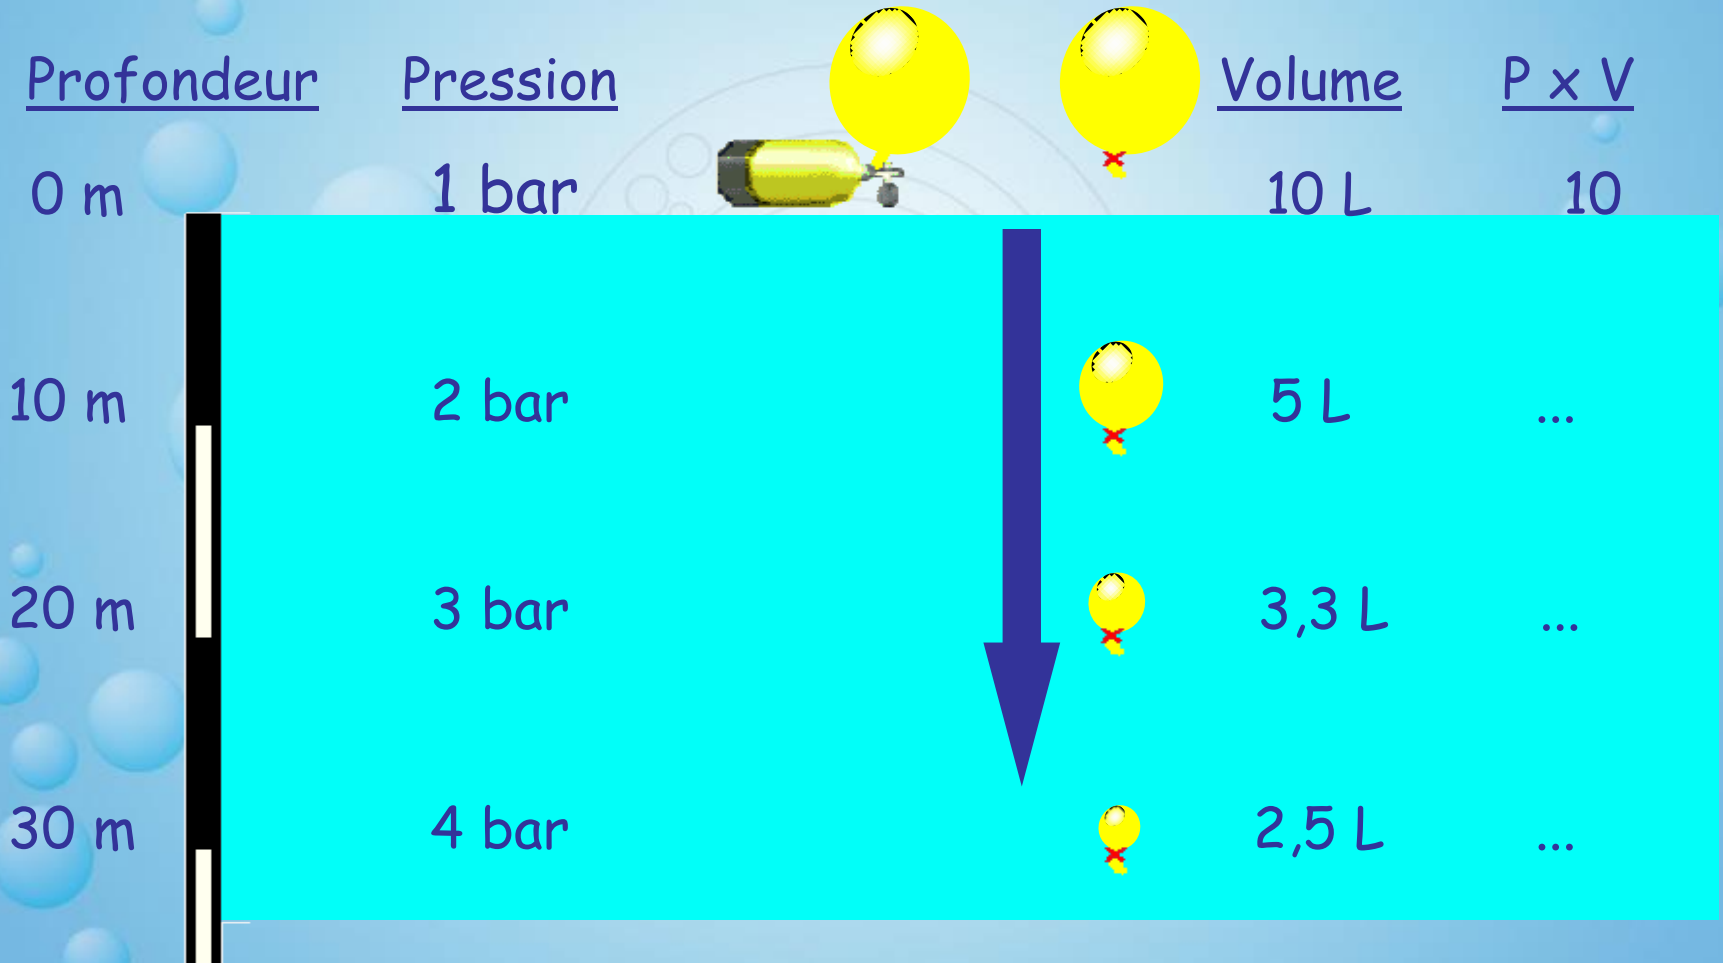 Profondeur Pression Volume P x V
0 m 1 bar 10 L 10
10 m 2 bar 5 L ...
20 m 3 bar 3,3 L ...
30 m 4 bar 2,5 L ...